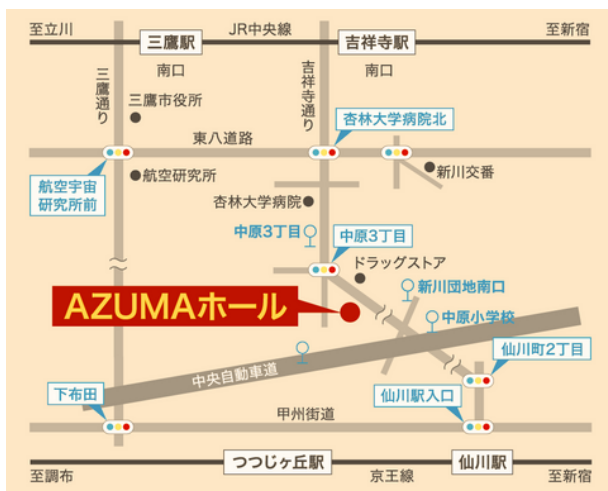 至立川
三鷹駅
JR中央線
吉祥寺駅
至新宿
南口
南口
三鷹通り
吉祥寺通り
三鷹市役所
杏林大学病院北
東八道路
航空宇宙
研究所前
航空研究所
新川交番
杏林大学病院
中原3丁目
中原3丁目
ドラッグストア
新川団地南口
AZUMAホール
中原小学校
仙川町2丁目
中央自動車道
下布田
仙川駅入口
甲州街道
つつじヶ丘駅
仙川駅
至調布
京王線
至新宿